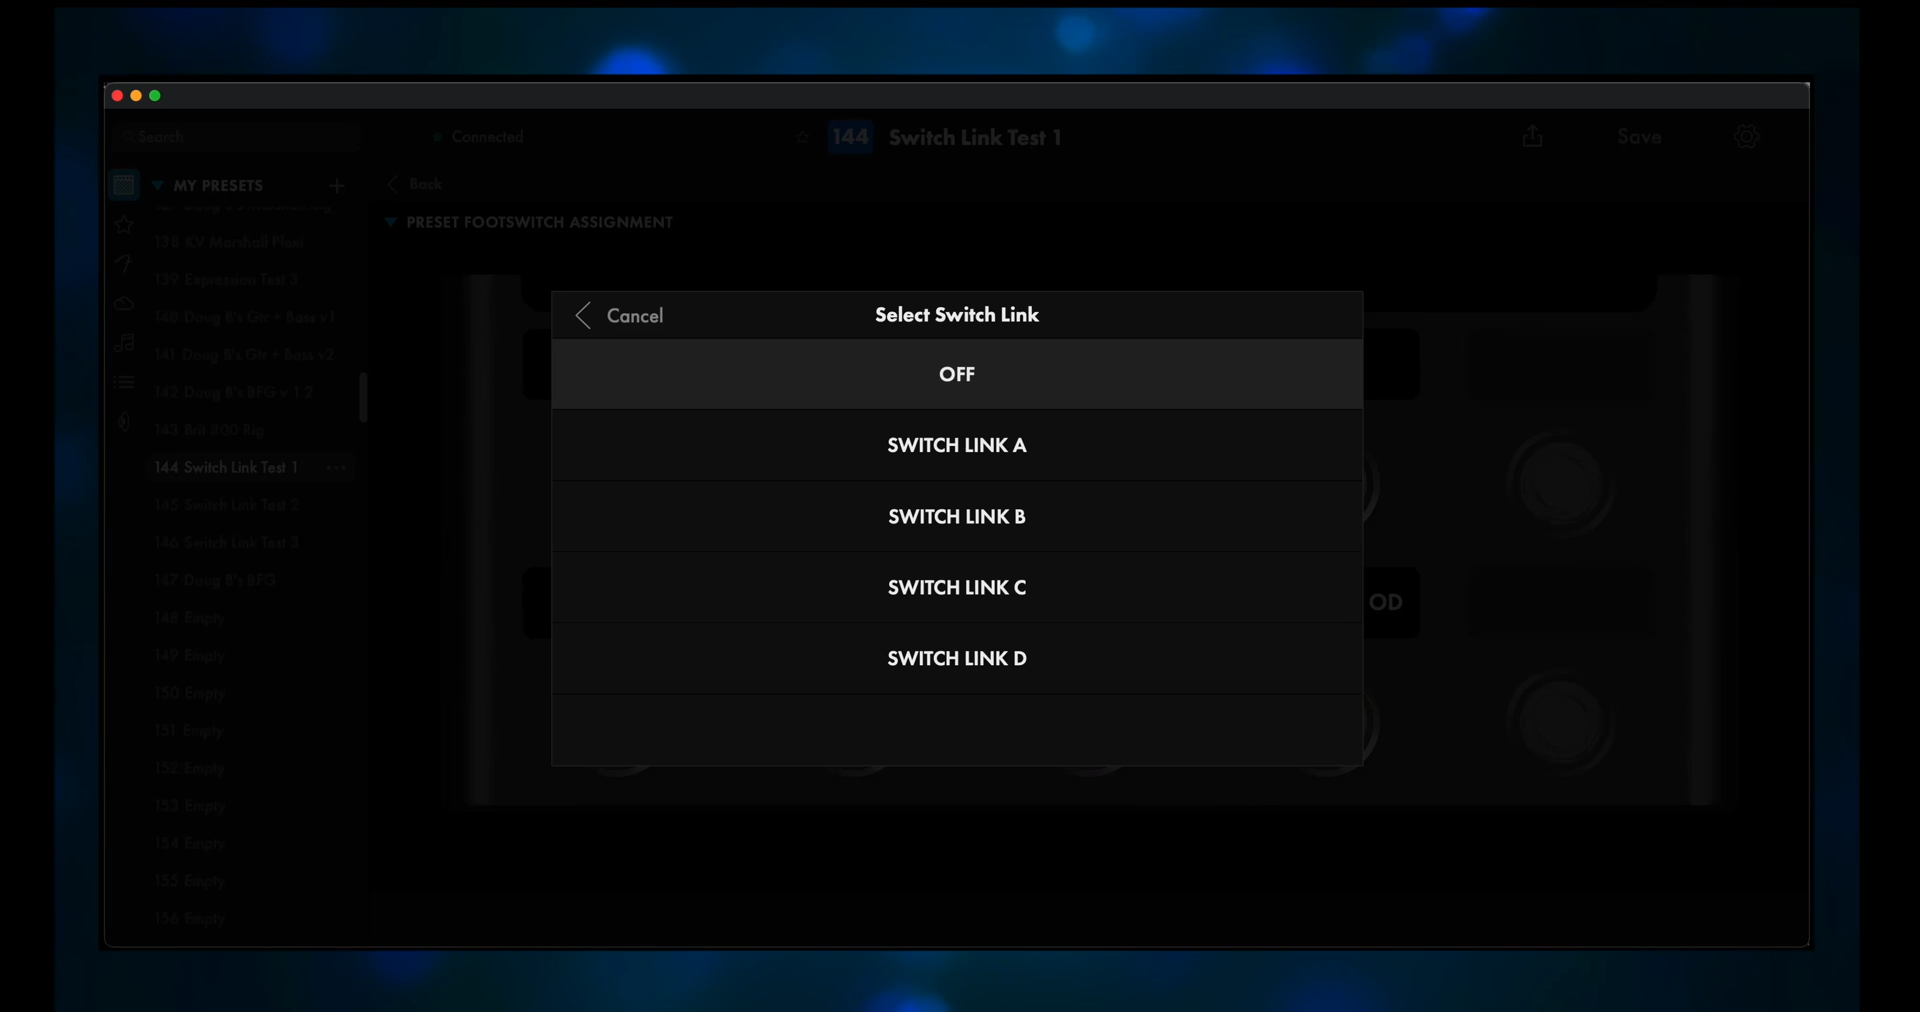 Search
Connected
144 Switch Link Test 1
Save
MY PRESETS
Back
PRESET FOOTSWITCH ASSIGNMENT
138 KV Marshall Plexi
139 Expression Test 3
140 Doug B's Gtr + Bass v1
141 Doug B's Gtr + Bass v2
142 Doug B's BFG v 1.2
143 Bril 800 Rig
144 Switch Link Test 1
145 Switch Link Test 2
146 Switch Link Test 3
147 Doug B's BFG
148 Empty
149 Empty
150 Empty
151 Empty
152 Empty
153 Empty
154 Empty
155 Empty
156 Empty
Cancel
Select Switch Link
OFF
SWITCH LINK A
SWITCH LINK B
SWITCH LINK C
SWITCH LINK D
OD